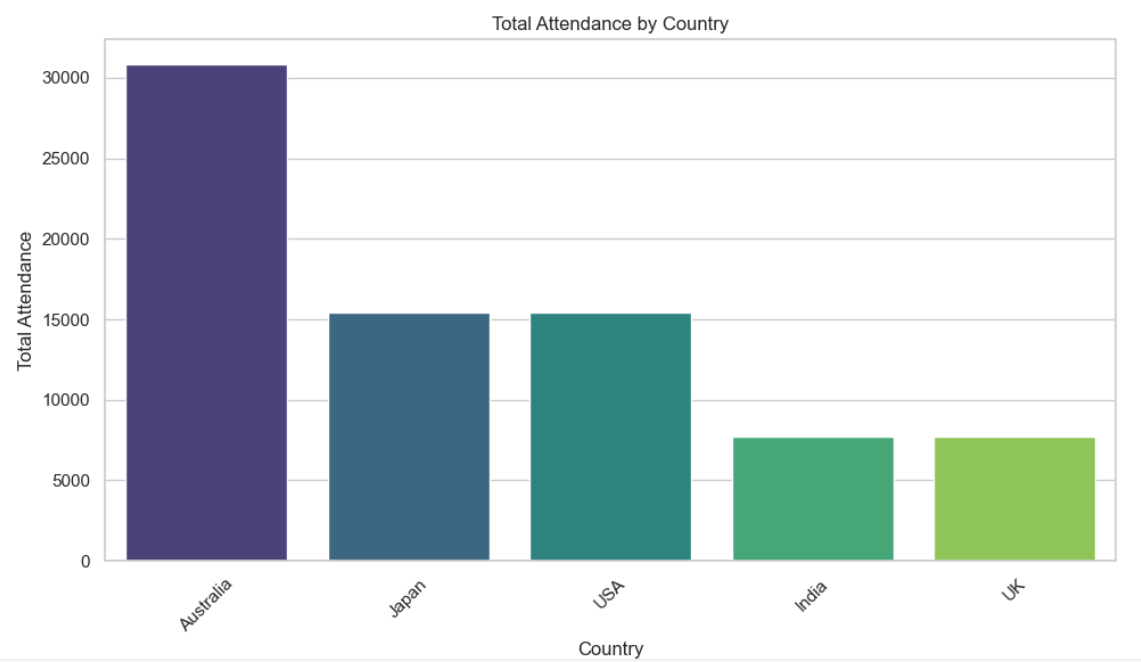 Total Attendance by Country
30000
25000
20000
15000
10000
5000
0
Total Attendance
Australia
Japan
USA
India
UK
Country